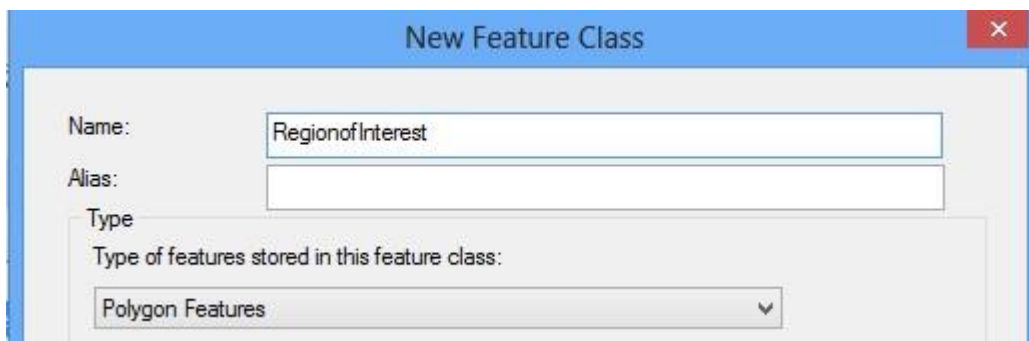 New Feature Class
Name: RegionofInterest
Alias:
Type
Type of features stored in this feature class:
Polygon Features